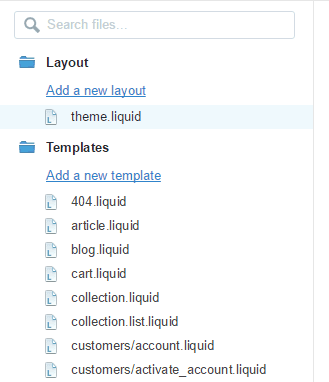 Search files...
Layout
Add a new layout
theme.liquid
Templates
Add a new template
404.liquid
article.liquid
blog.liquid
cart.liquid
collection.liquid
collection.list.liquid
customers/account.liquid
customers/activate_account.liquid